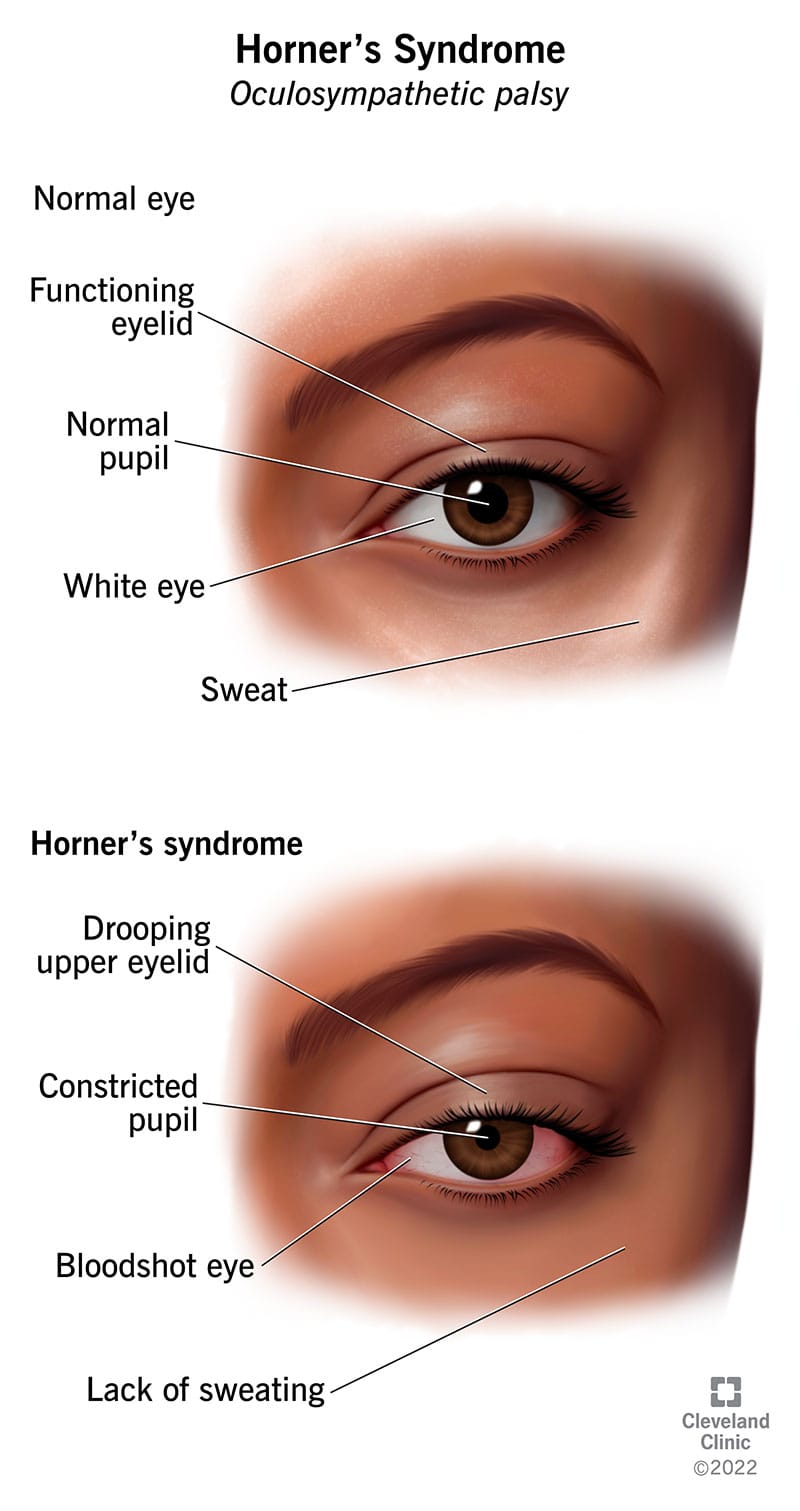 Horner’s Syndrome
Oculosympathetic palsy
Normal eye
Functioning
eyelid
Normal
pupil
White eye
Sweat
Horner’s syndrome
Drooping
upper eyelid
Constricted
pupil
Bloodshot eye
Lack of sweating
Cleveland
Clinic
©2022